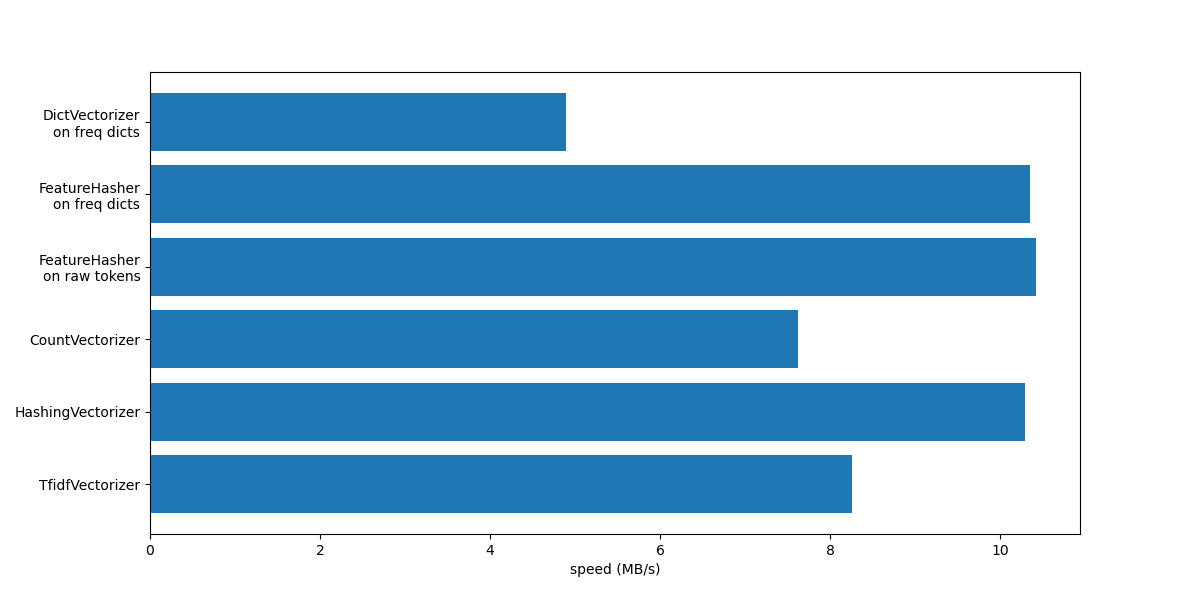 DictVectorizer
on freq dicts
FeatureHasher
on freq dicts
FeatureHasher
on raw tokens
CountVectorizer
HashingVectorizer
TfidfVectorizer
0 2 4 6 8 10
speed (MB/s)